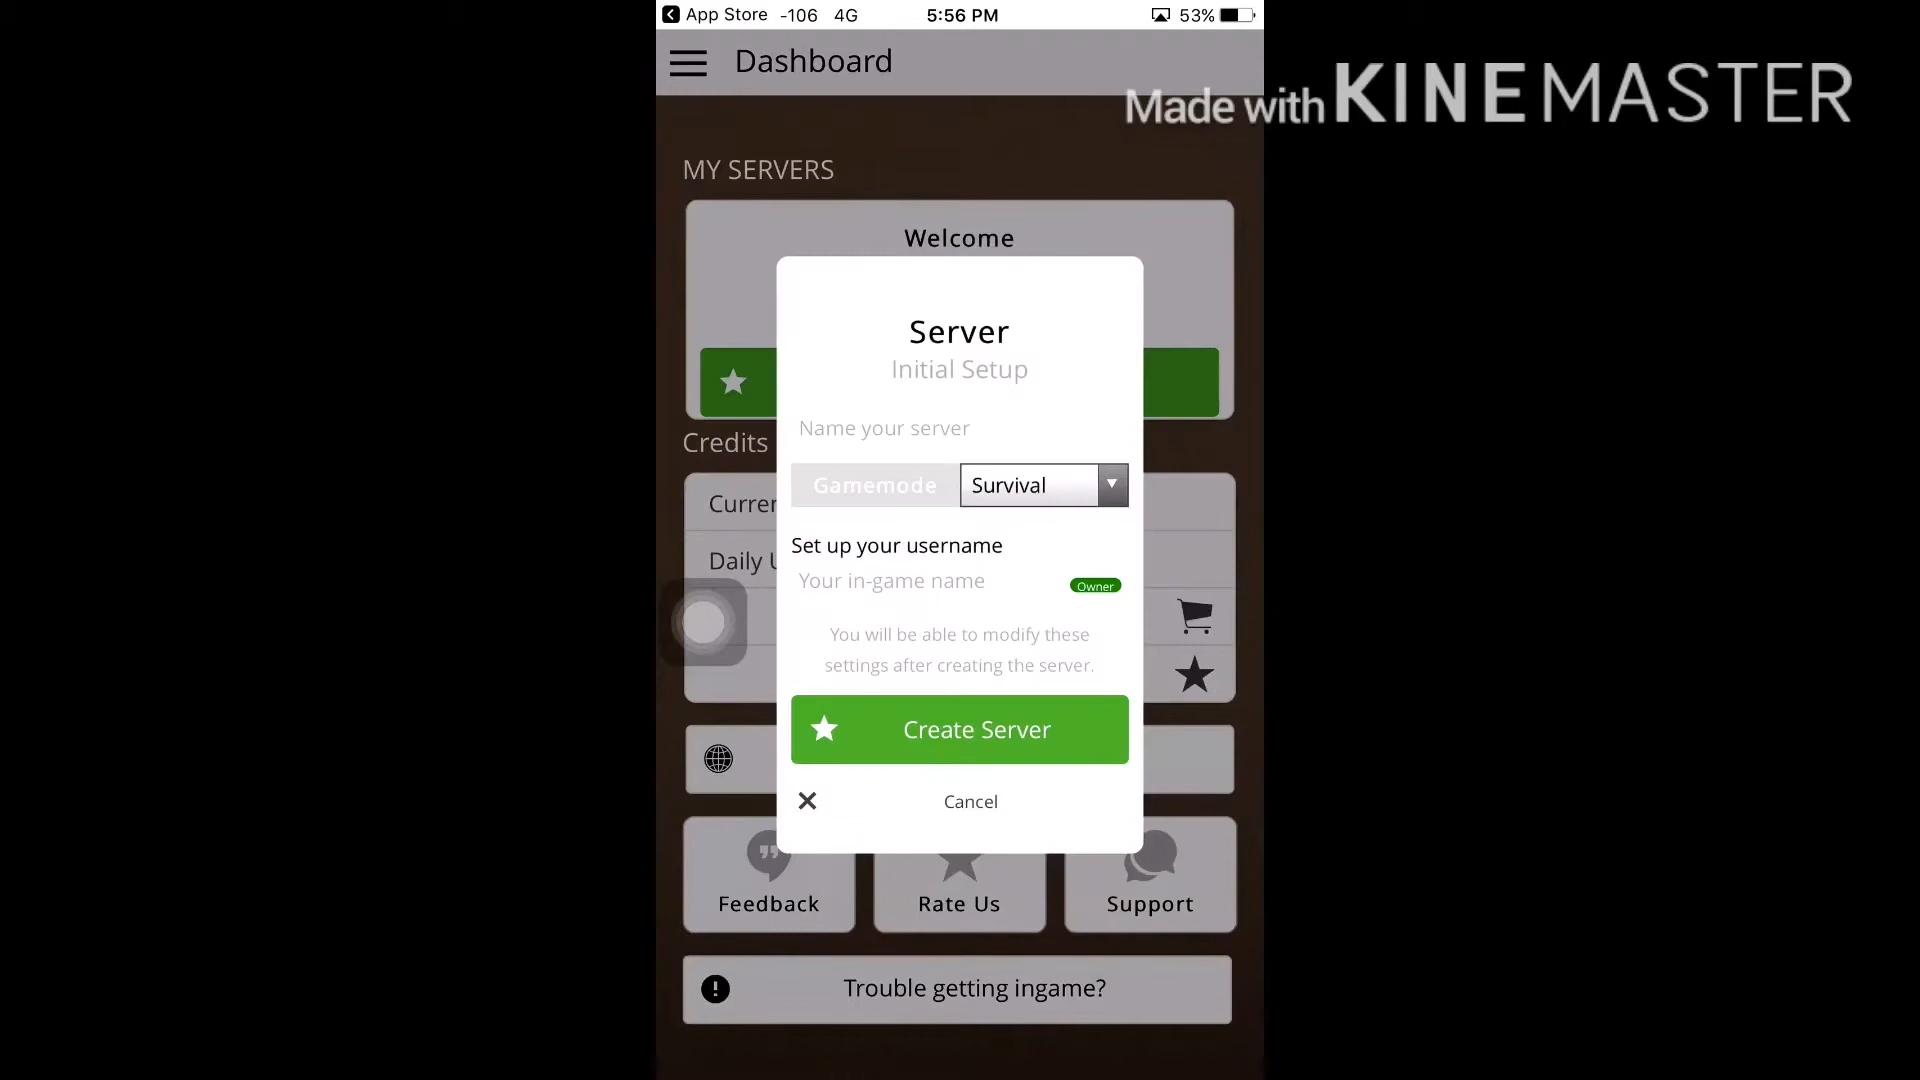 App Store -106 4G 5:56 PM 53%
Dashboard
Made with KINEMASTER
MY SERVERS
Welcome
Server
Initial Setup
Name your server
Credits
Gamemode Survival
Curren
Set up your username
Daily U
Your in-game name Owner
You will be able to modify these
settings after creating the server.
Create Server
Cancel
Feedback Rate Us Support
Trouble getting ingame?